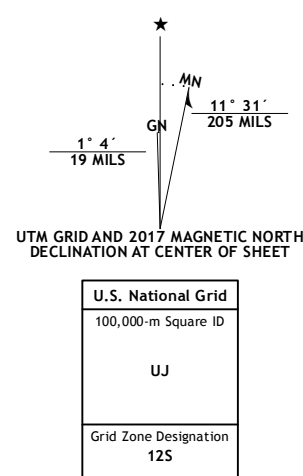 ★
MN
GN
11° 31´
205 MILS
1° 4´
19 MILS
UTM GRID AND 2017 MAGNETIC NORTH
DECLINATION AT CENTER OF SHEET
U.S. National Grid
100,000-m Square ID
UJ
Grid Zone Designation
12S